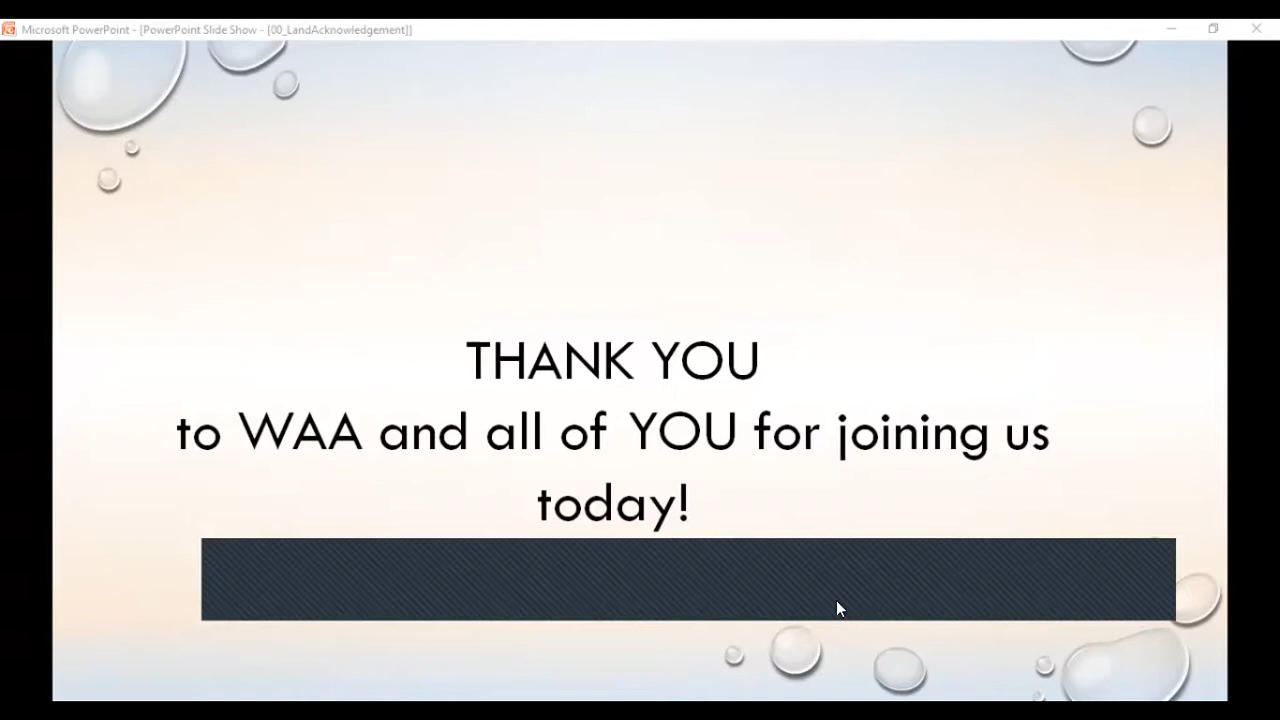 Microsoft PowerPoint - [PowerPoint Slide Show - [00_LandAcknowledgement]]
THANK YOU
to WAA and all of YOU for joining us
today!